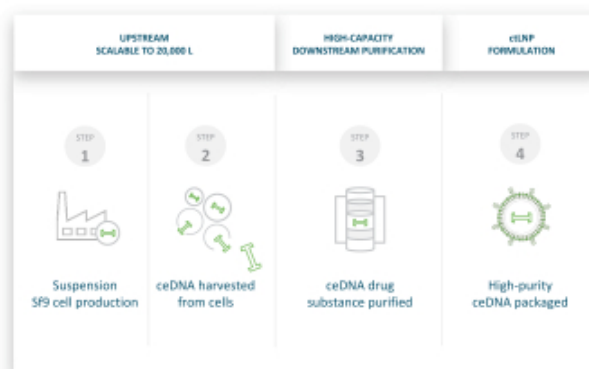 UPSTREAM
SCALABLE TO 20,000 L
HIGH-CAPACITY
DOWNSTREAM PURIFICATION
ctLNP
FORMULATION
STEP
1
STEP
2
STEP
3
STEP
4
Suspension
Sf9 cell production
ceDNA harvested
from cells
ceDNA drug
substance purified
High-purity
ceDNA packaged